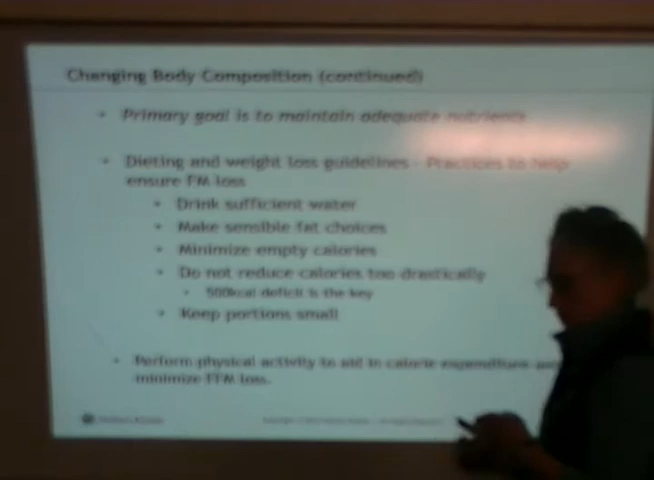 Changing Body Composition (continued)
• Primary goal is to maintain adequate nutrients
• Dieting and weight loss guidelines - Practices to help
ensure FM loss
• Drink sufficient water
• Make sensible fat choices
• Minimize empty calories
• Do not reduce calories too drastically
• 500kcal deficit is the key
• Keep portions small
• Perform physical activity to aid in calorie expenditure and
minimize FFM loss.